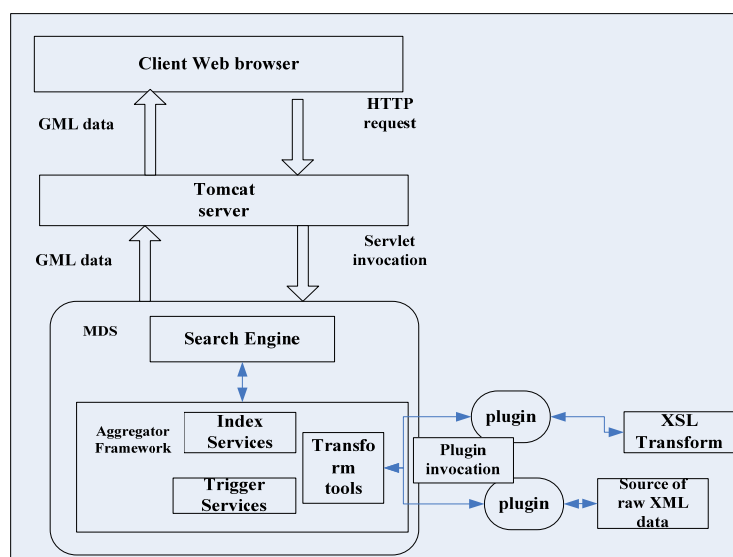 Client Web browser
GML data
HTTP
request
Tomcat
server
GML data
Servlet
invocation
MDS
Search Engine
Aggregator
Framework
Index
Services
Trigger
Services
Transfo
rm
tools
Plugin
invocation
plugin
XSL
Transform
plugin
Source of
raw XML
data